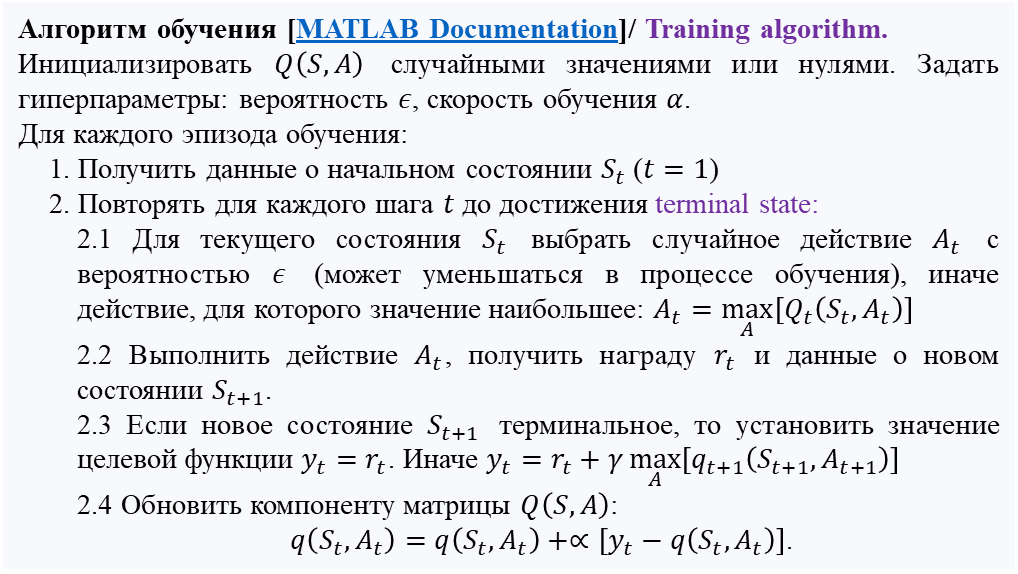 Алгоритм обучения [MATLAB Documentation]/ Training algorithm.
Инициализировать Q(S, A) случайными значениями или нулями. Задать
гиперпараметры: вероятность ϵ, скорость обучения α.
Для каждого эпизода обучения:
1. Получить данные о начальном состоянии S_t (t = 1)
2. Повторять для каждого шага t до достижения terminal state:
2.1 Для текущего состояния S_t выбрать случайное действие A_t с
вероятностью ϵ (может уменьшаться в процессе обучения), иначе
действие, для которого значение наибольшее: A_t = max_A[Q_t(S_t, A_t)]
2.2 Выполнить действие A_t, получить награду r_t и данные о новом
состоянии S_{t+1}.
2.3 Если новое состояние S_{t+1} терминальное, то установить значение
целевой функции y_t = r_t. Иначе y_t = r_t + γ max_A[q_{t+1}(S_{t+1}, A_{t+1})]
2.4 Обновить компоненту матрицы Q(S, A):
q(S_t, A_t) = q(S_t, A_t) +∝ [y_t − q(S_t, A_t)].